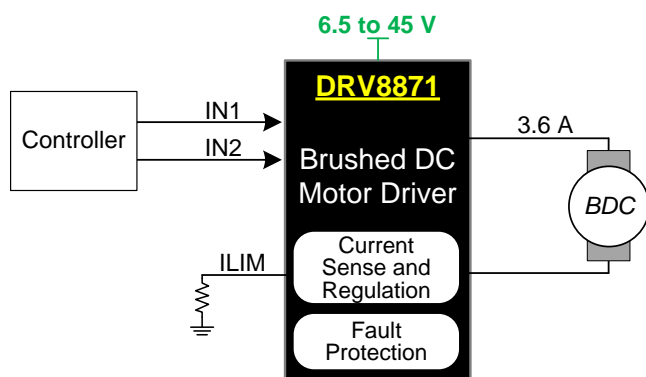 6.5 to 45 V
DRV8871
Controller
IN1
IN2
Brushed DC
Motor Driver
3.6 A
BDC
ILIM
Current
Sense and
Regulation
Fault
Protection